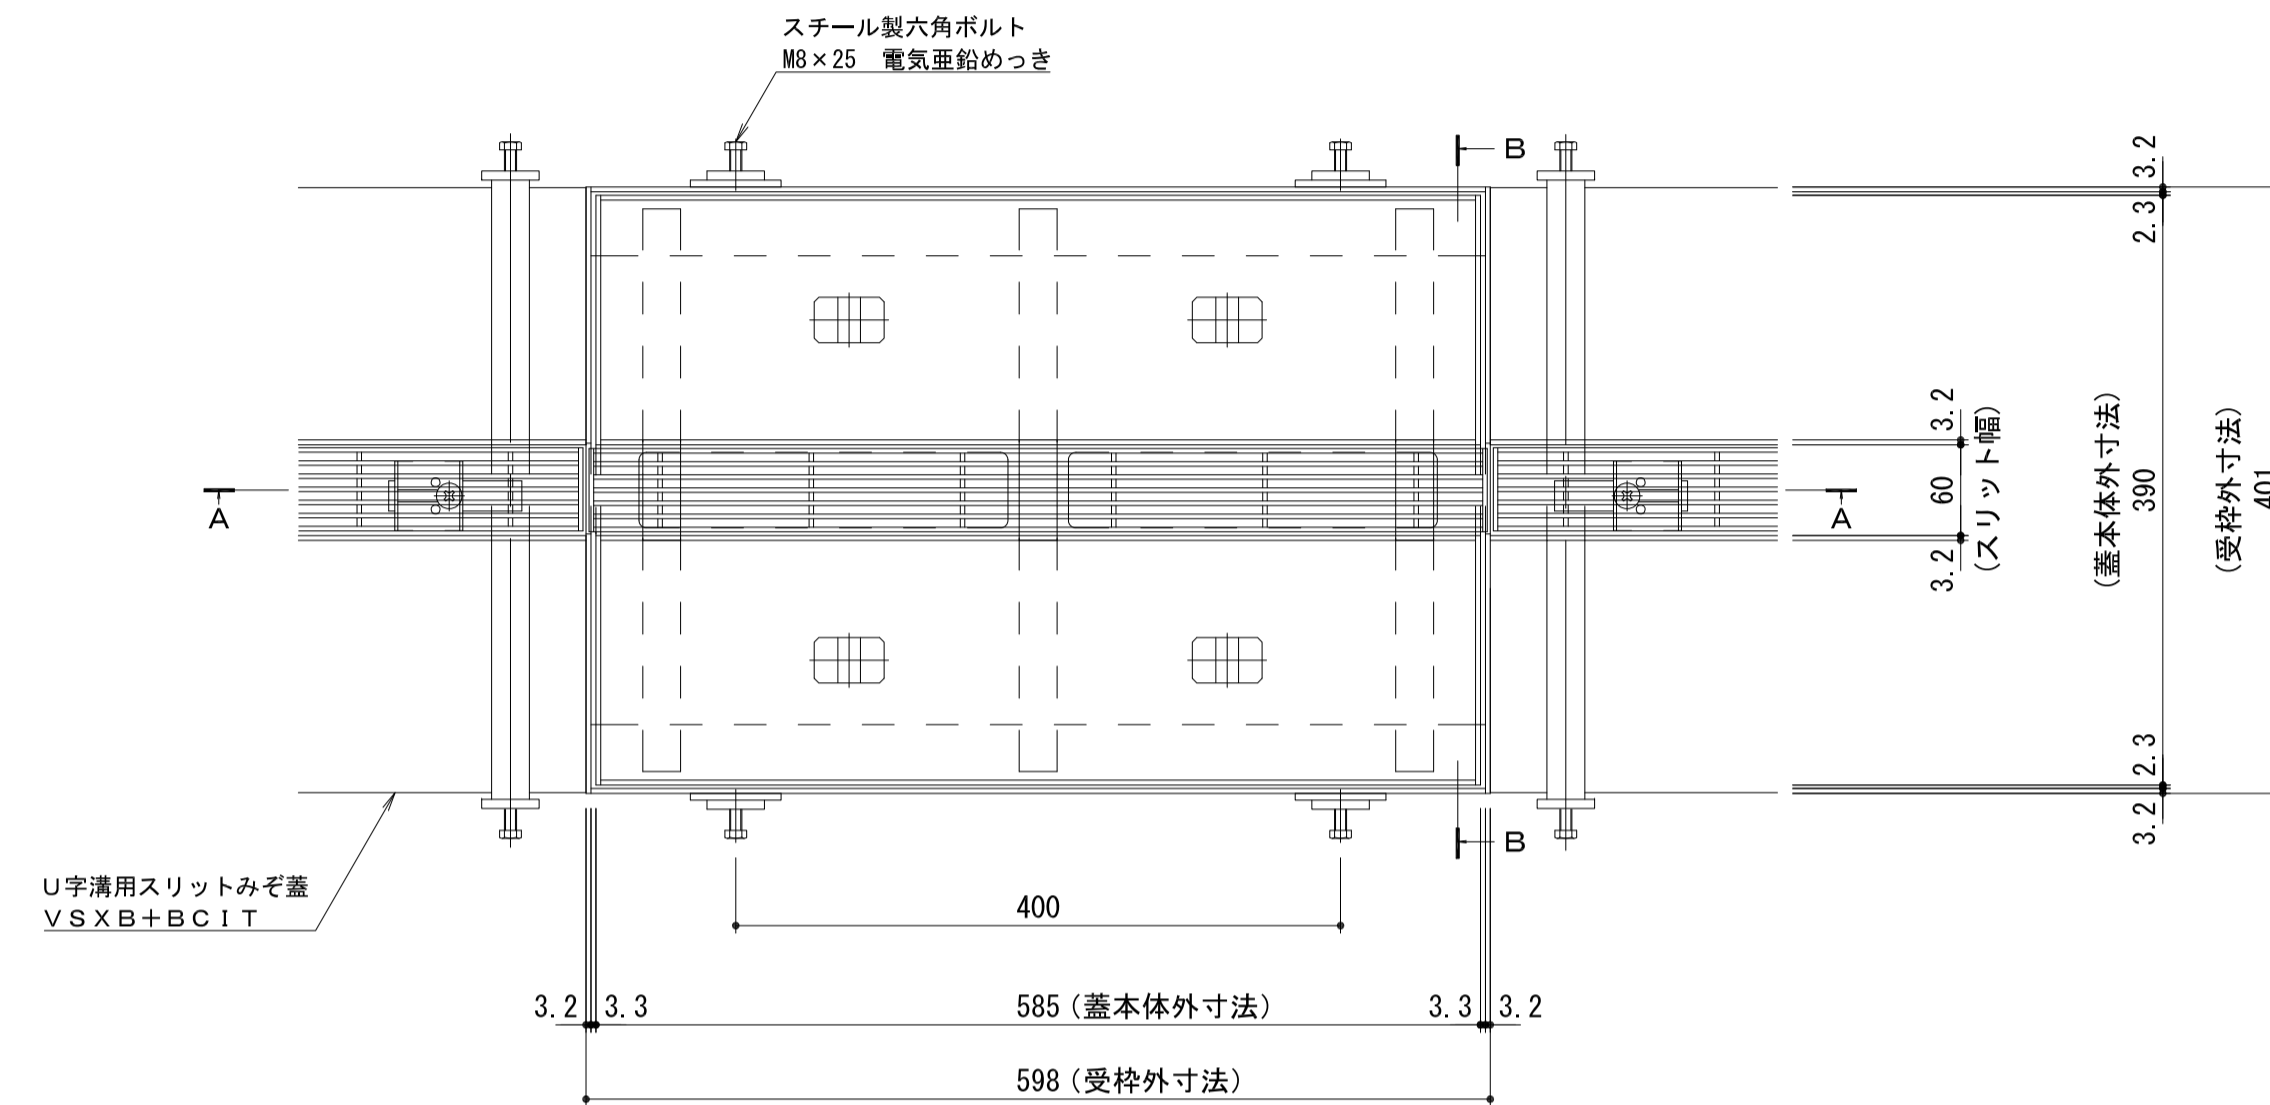 スチール製六角ボルト
M8×25　電気亜鉛めっき
B
3.2
2.3
3.2
60
3.2
(スリット幅)
(蓋本体外寸法)
390
(受枠外寸法)
401
A
A
2.3
3.2
B
U字溝用スリットみぞ蓋
VSXB+BCIT
400
3.2
3.3
585(蓋本体外寸法)
3.3
3.2
598(受枠外寸法)